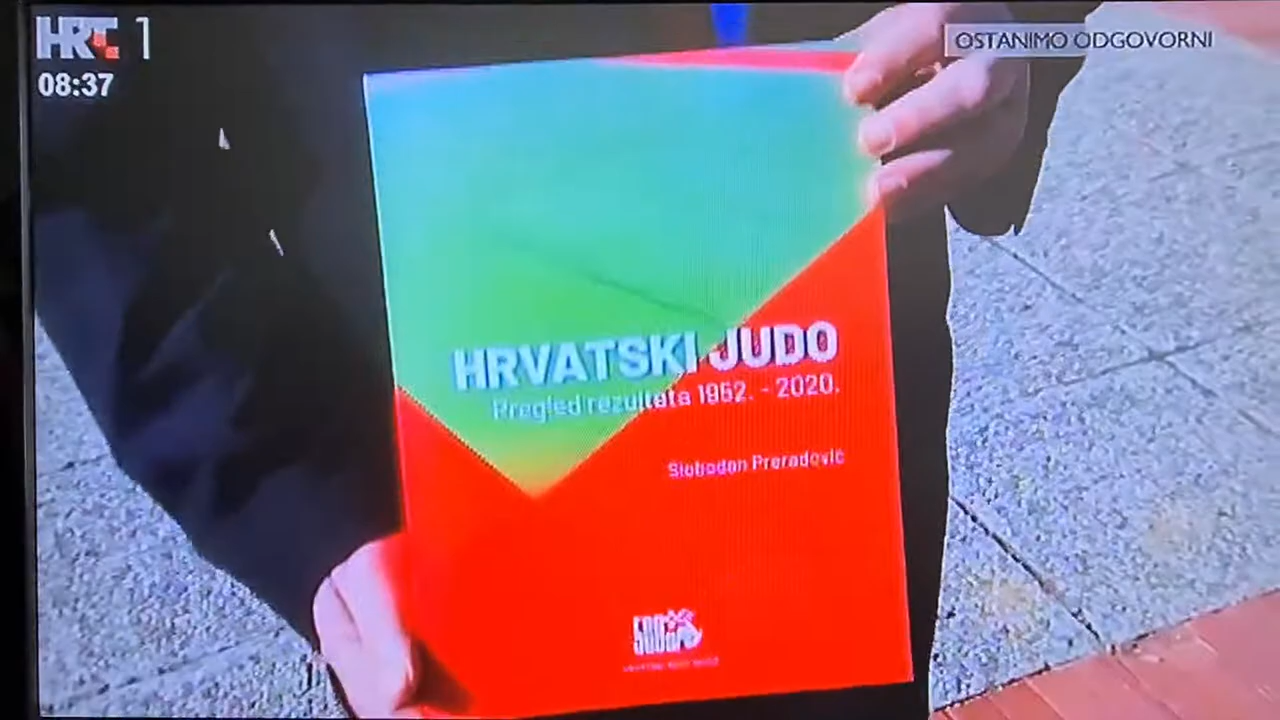 HRT 1
08:37
OSTANIMO ODGOVORNI
HRVATSKI JUDO
Pregled rezultata 1952. - 2020.
Slobodan Preradović